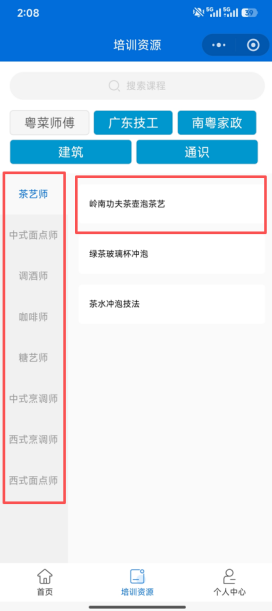 2:08
培训资源
搜索课程
粤菜师傅 广东技工 南粤家政
建筑 通识
茶艺师
中式面点师
调酒师
咖啡师
糖艺师
中式烹调师
西式烹调师
西式面点师
岭南功夫茶壶泡茶艺
绿茶玻璃杯冲泡
茶水冲泡技法
首页 培训资源 个人中心